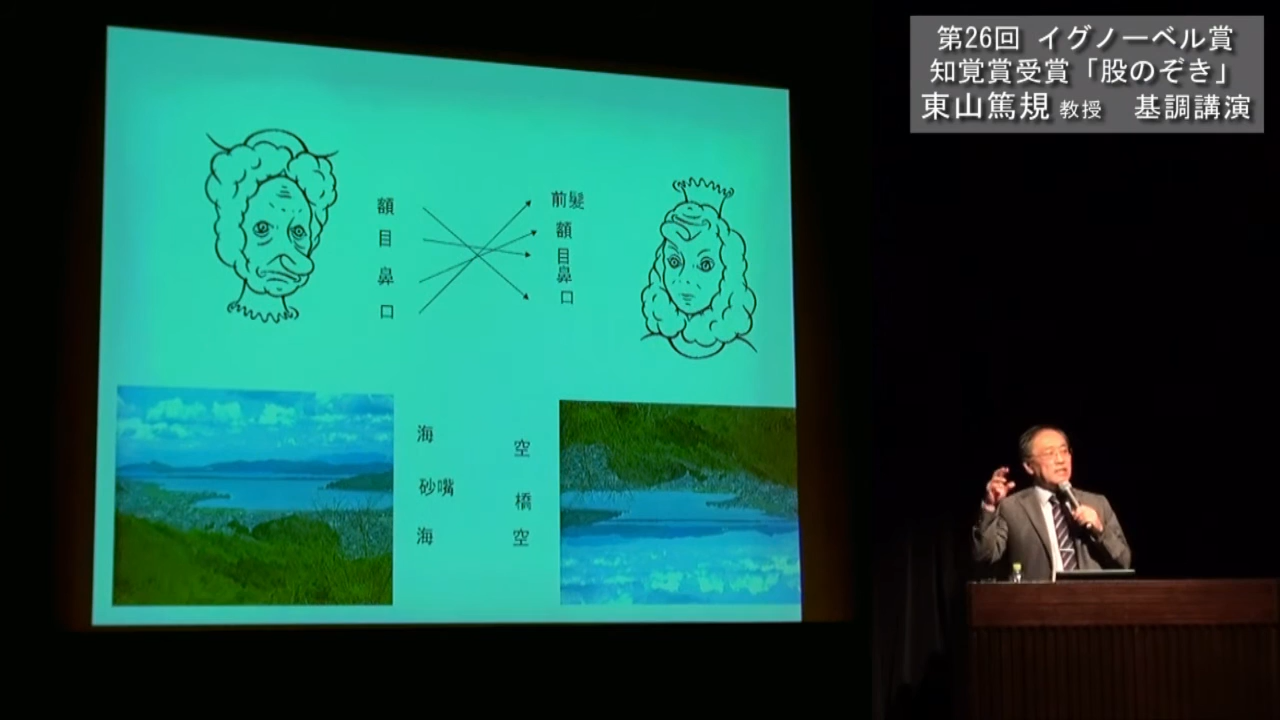 第26回 イグノーベル賞
知覚賞受賞「股のぞき」
東山篤規 教授 基調講演
額
目
鼻
口
前髪
額
目
鼻
口
海
砂嘴
海
空
橋
空